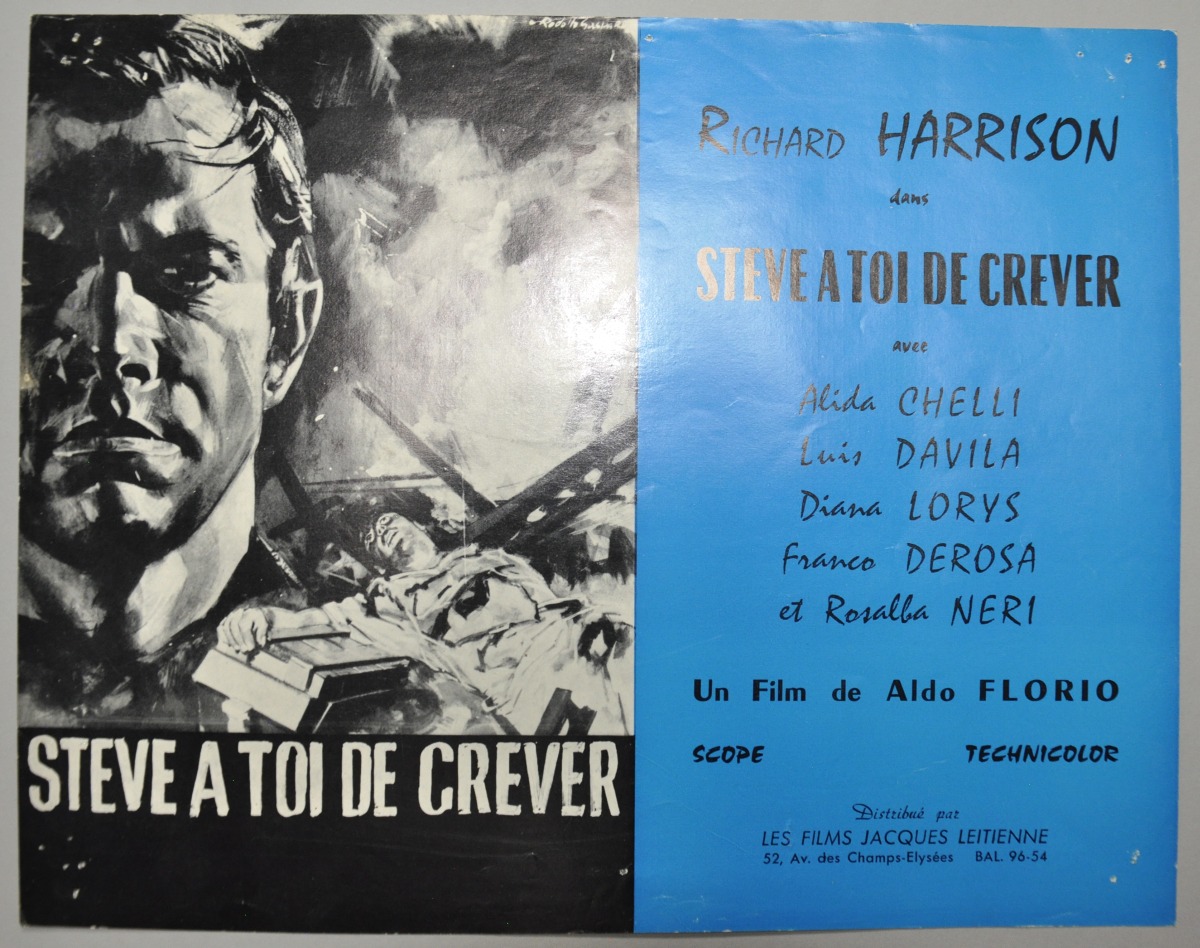 STEVE A TOI DE CREVER
RICHARD HARRISON
dans
STEVE A TOI DE CREVER
avec
Alida CHELLI
Luis DAVILA
Diana LORYS
Franco DEROSA
et Rosalba NERI
Un Film de Aldo FLORIO
SCOPE TECHNICOLOR
Distribué par
LES FILMS JACQUES LEITIENNE
52, Av. des Champs-Elysées BAL. 96-54